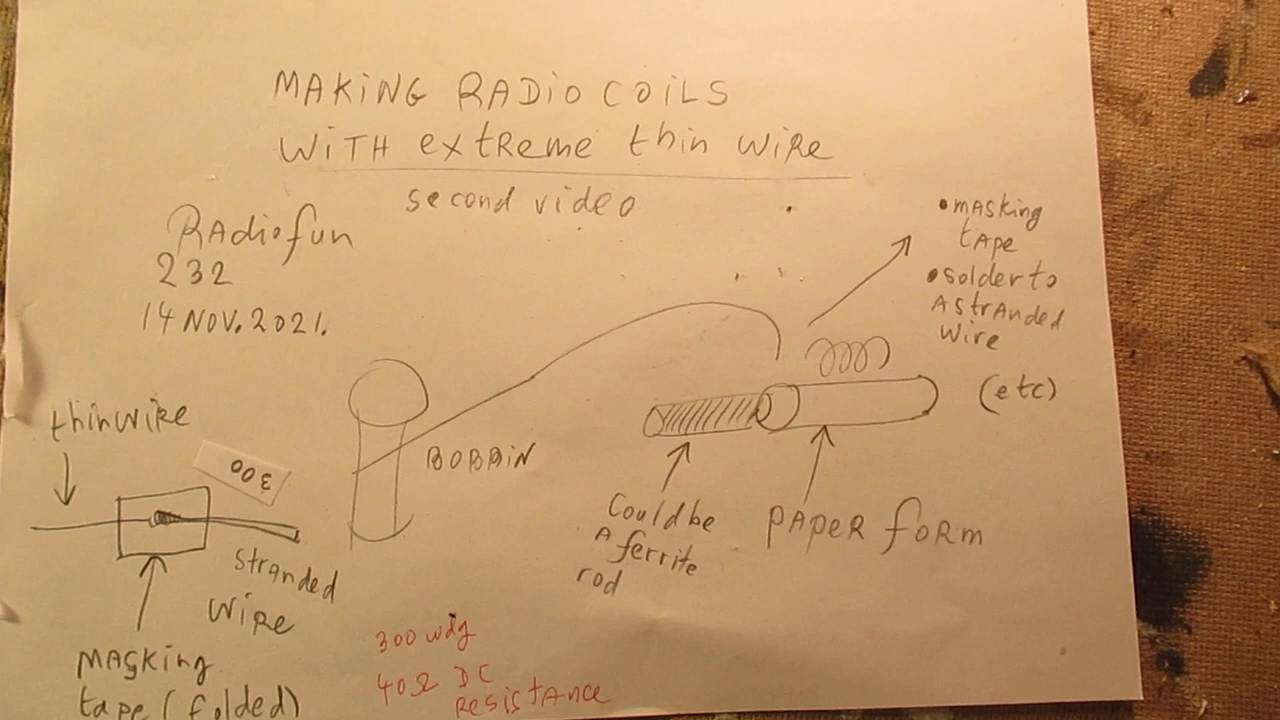 MAKiNG RADiO COiLS
WiTH extReme thin wiRe
second video
RAdiofun
232
14 NOV. 2021.
• mASking
tApe
• solder to
A strAnded
wire
(etc)
thin wiRe
300
BOBBiN
Could be
A ferrite
rod
PAPER foRM
strAnded
wiRe
MASking
tape (folded)
300 wdg
40Ω DC
ResistAnce